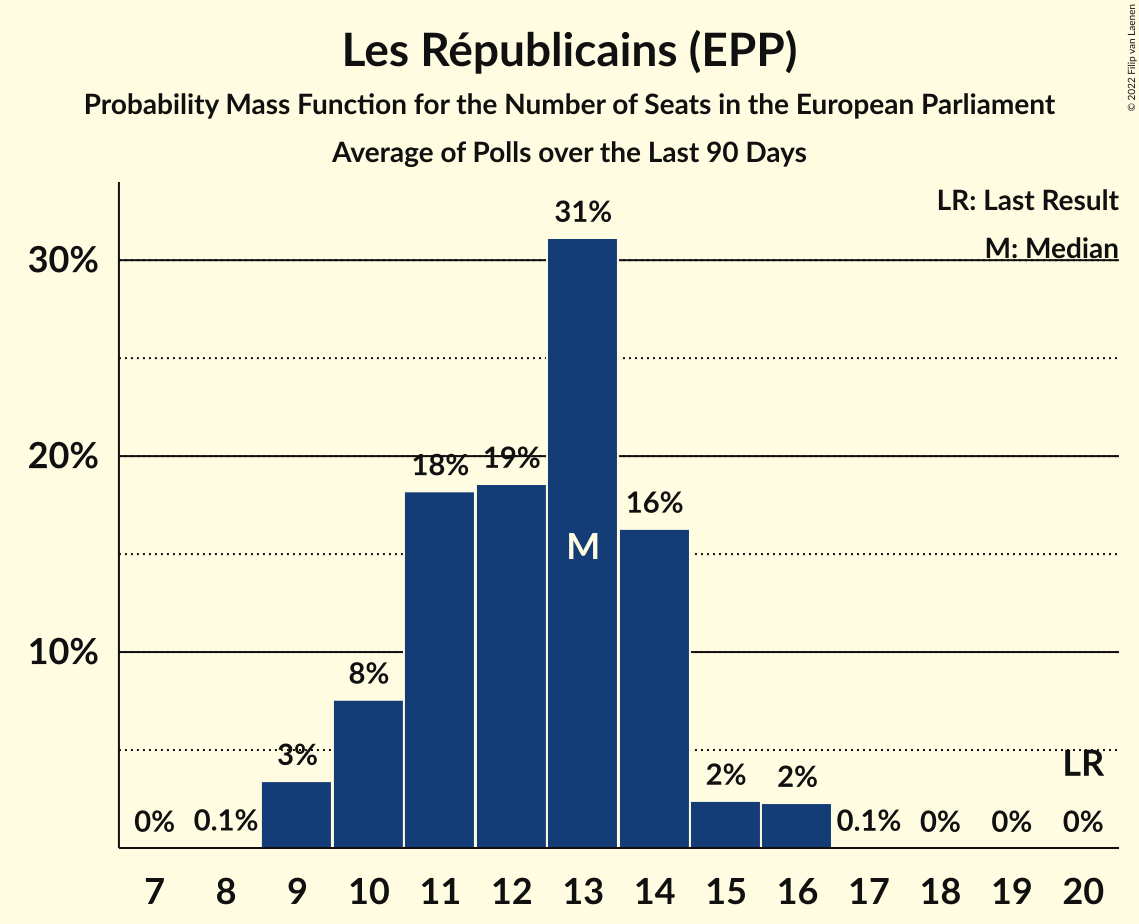 Les Républicains (EPP)
Probability Mass Function for the Number of Seats in the European Parliament
Average of Polls over the Last 90 Days
© 2022 Filip van Laenen
LR: Last Result
M: Median
30%
20%
10%
0%
0.1%
3%
8%
18%
19%
31%
M
16%
2%
2%
0.1%
0%
0%
LR
0%
7 8 9 10 11 12 13 14 15 16 17 18 19 20